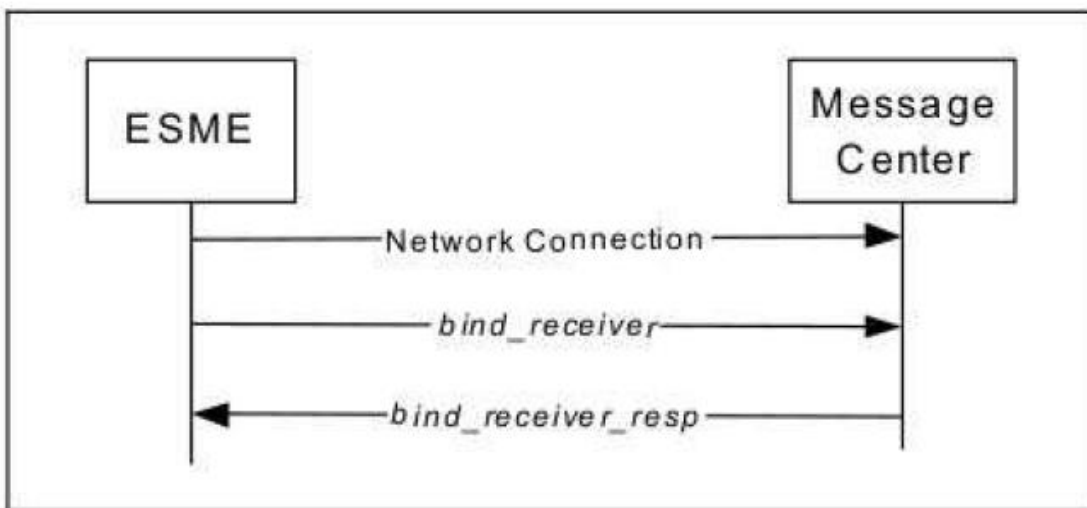 ESME
Message
Center
Network Connection
bind_receiver
bind_receiver_resp